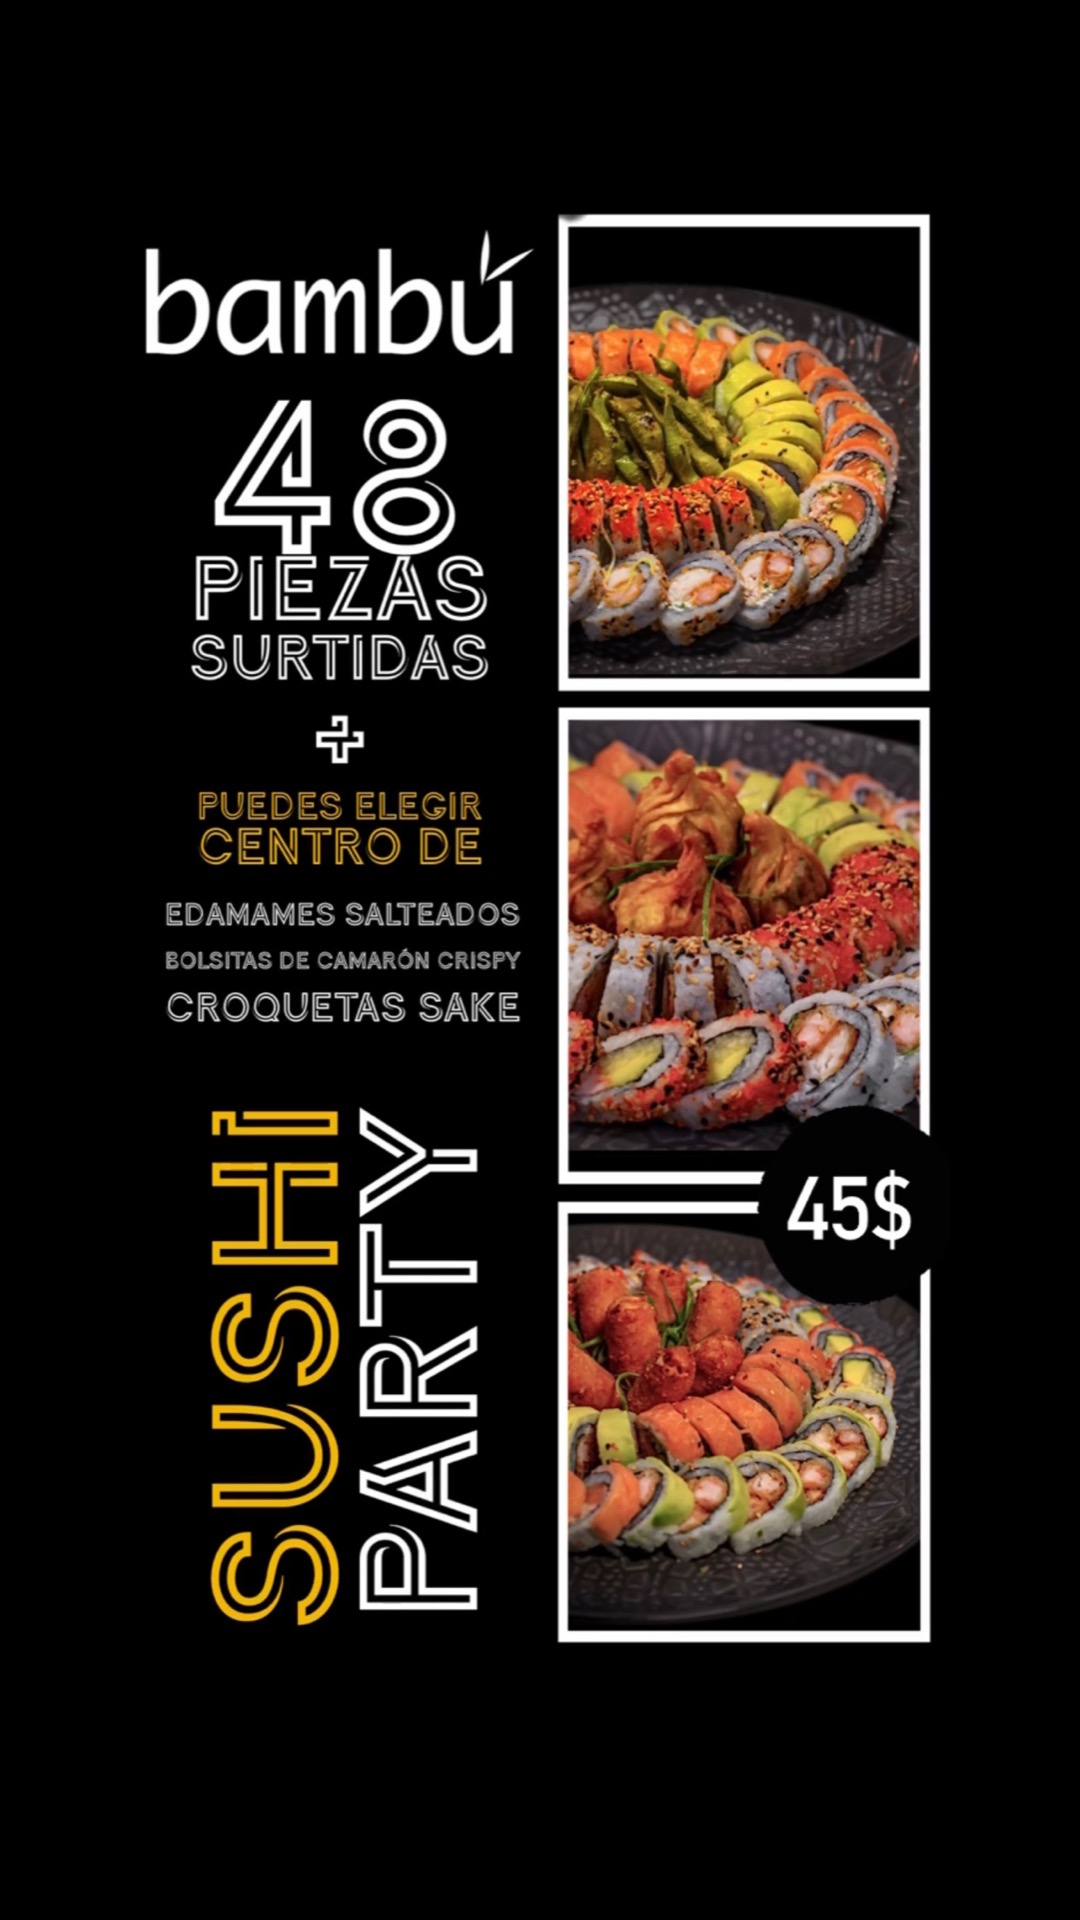 bambú
48
PIEZAS
SURTIDAS
+
PUEDES ELEGIR
CENTRO DE
EDAMAMES SALTEADOS
BOLSITAS DE CAMARÓN CRISPY
CROQUETAS SAKE
SUSHI
PARTY
45$